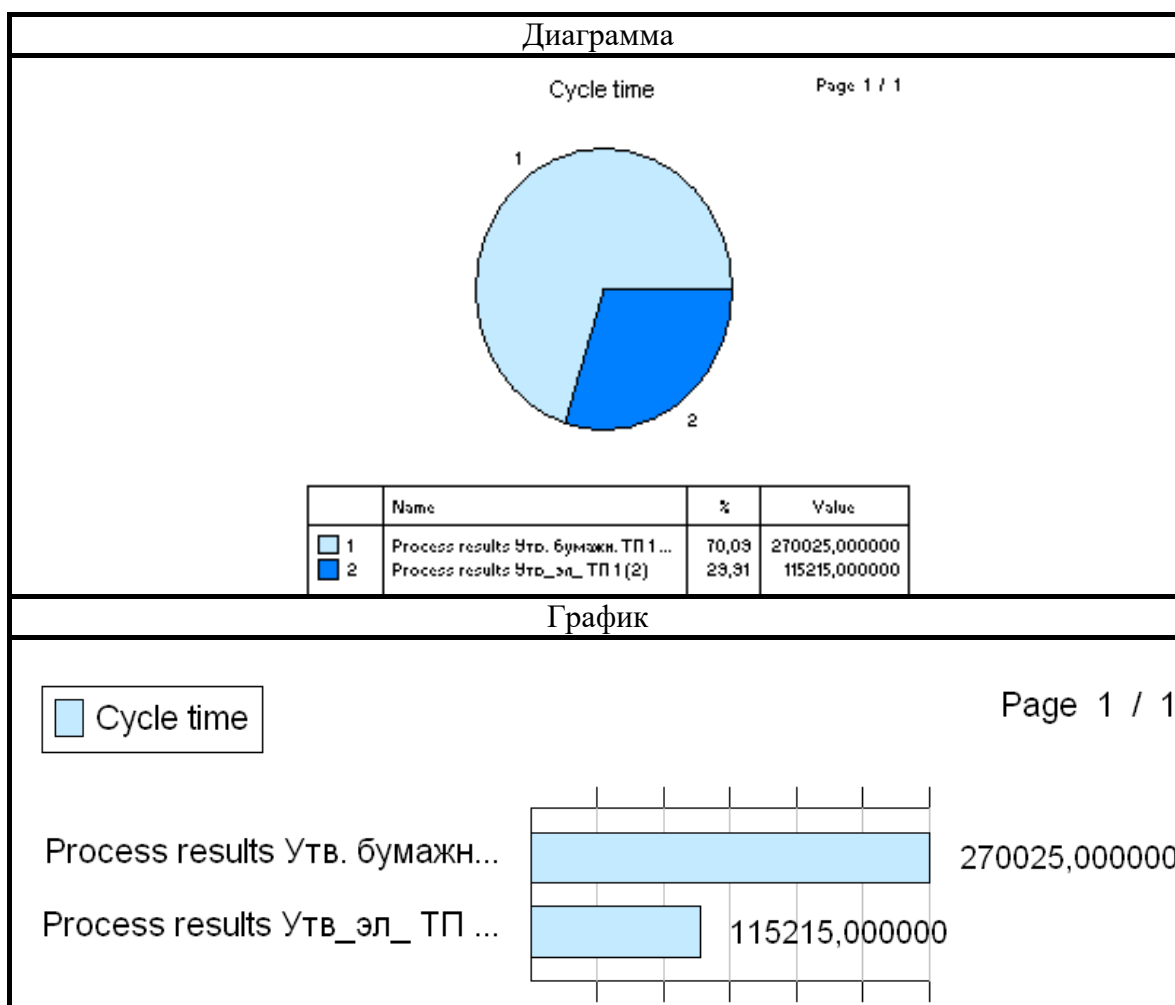 Диаграмма
Cycle time Page 1 / 1
1
2
Name % Value
1 Process results Утв. бумажн. ТП 1... 70,09 270025,000000
2 Process results Утв_эл_ ТП 1(2) 29,91 115215,000000
График
Cycle time Page 1 / 1
Process results Утв. бумажн... 270025,000000
Process results Утв_эл_ ТП ... 115215,000000